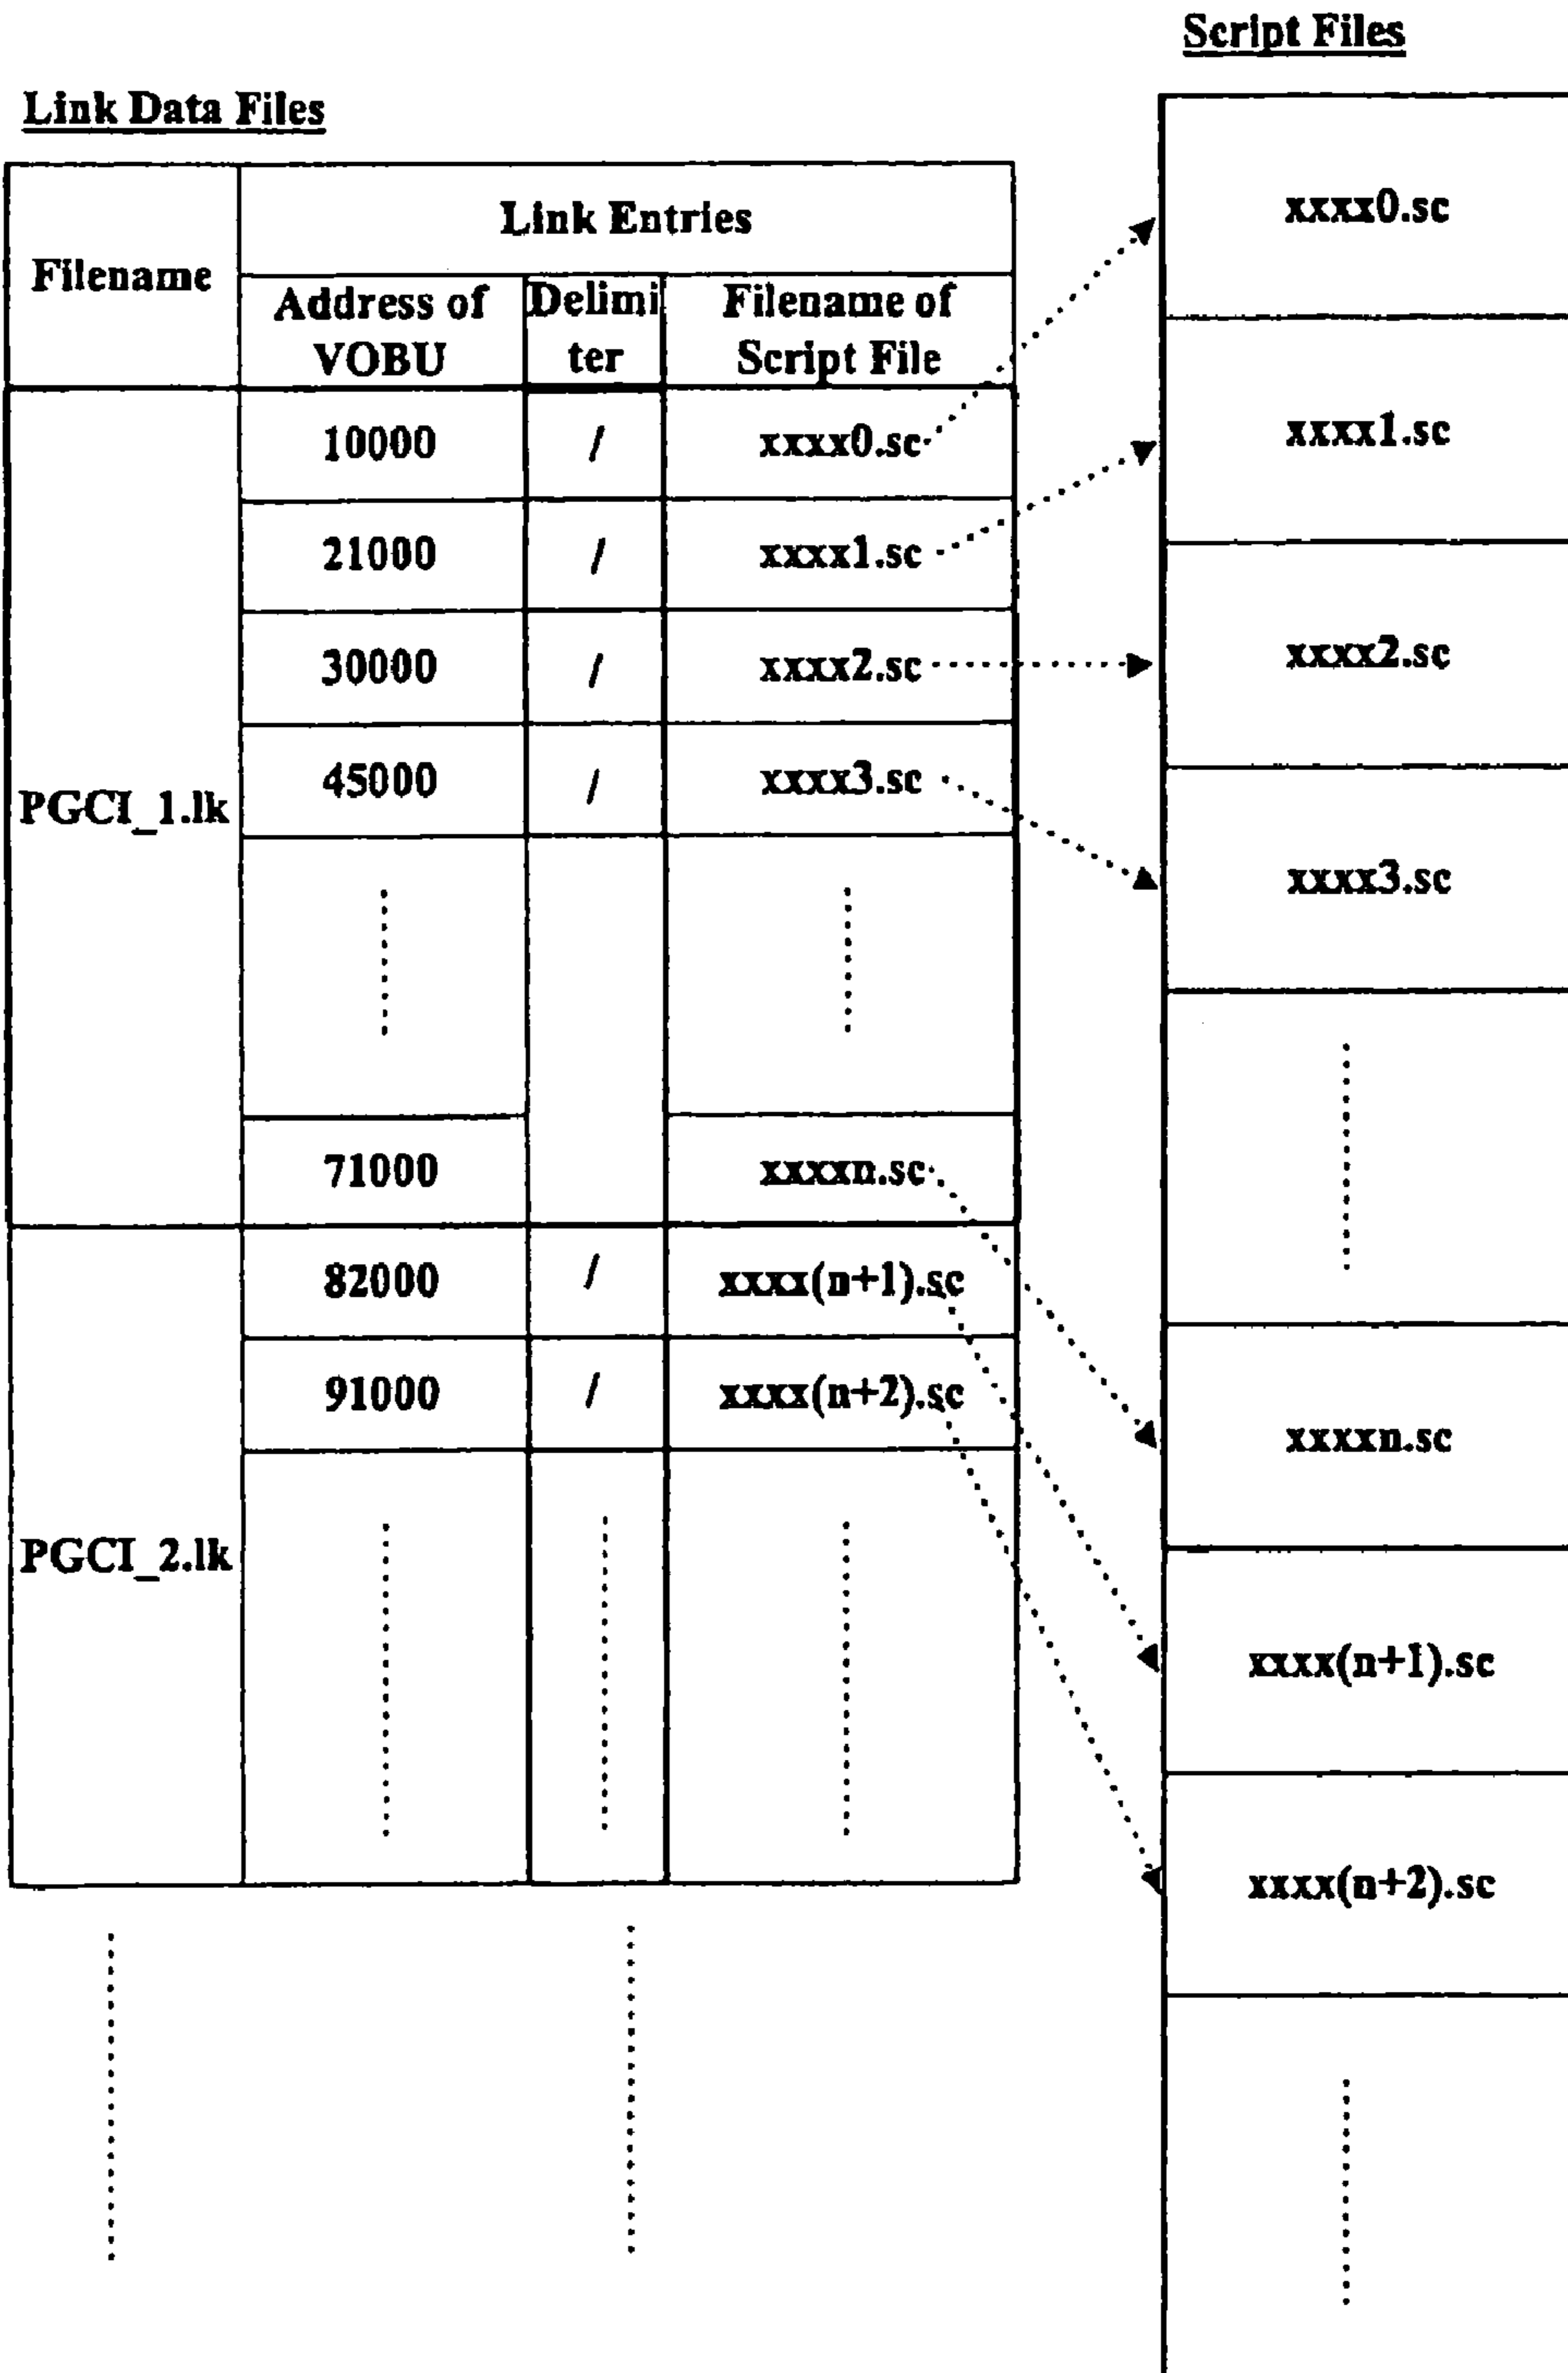 Script Files
Link Data Files
Filename
Link Entries
Address of
VOBU
Delimi
ter
Filename of
Script File
PGCI_1.lk
10000 / xxxx0.sc
21000 / xxxx1.sc
30000 / xxxx2.sc
45000 / xxxx3.sc
71000 xxxxn.sc
PGCI_2.lk
82000 / xxxx(n+1).sc
91000 / xxxx(n+2).sc
xxxx0.sc
xxxx1.sc
xxxx2.sc
xxxx3.sc
xxxxn.sc
xxxx(n+1).sc
xxxx(n+2).sc